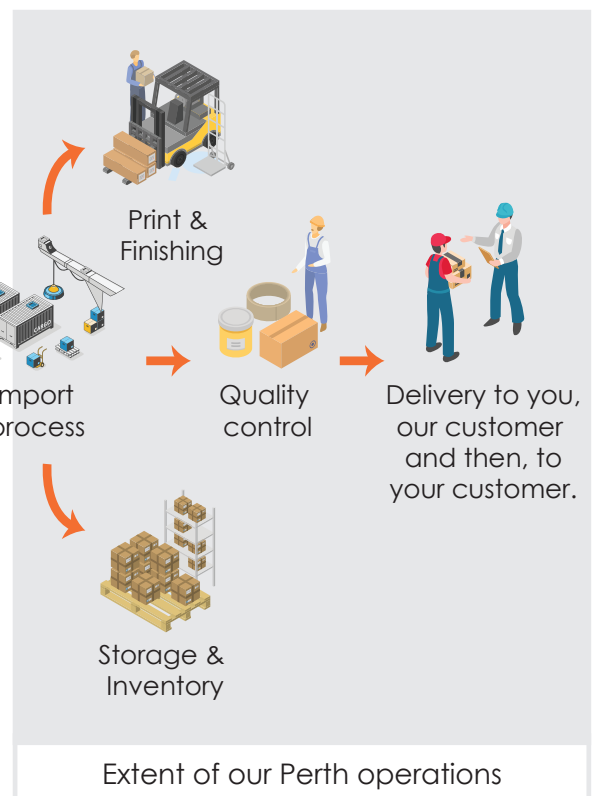 Print &
Finishing
CARGO
mport
process
Quality
control
Delivery to you,
our customer
and then, to
your customer.
Storage &
Inventory
Extent of our Perth operations